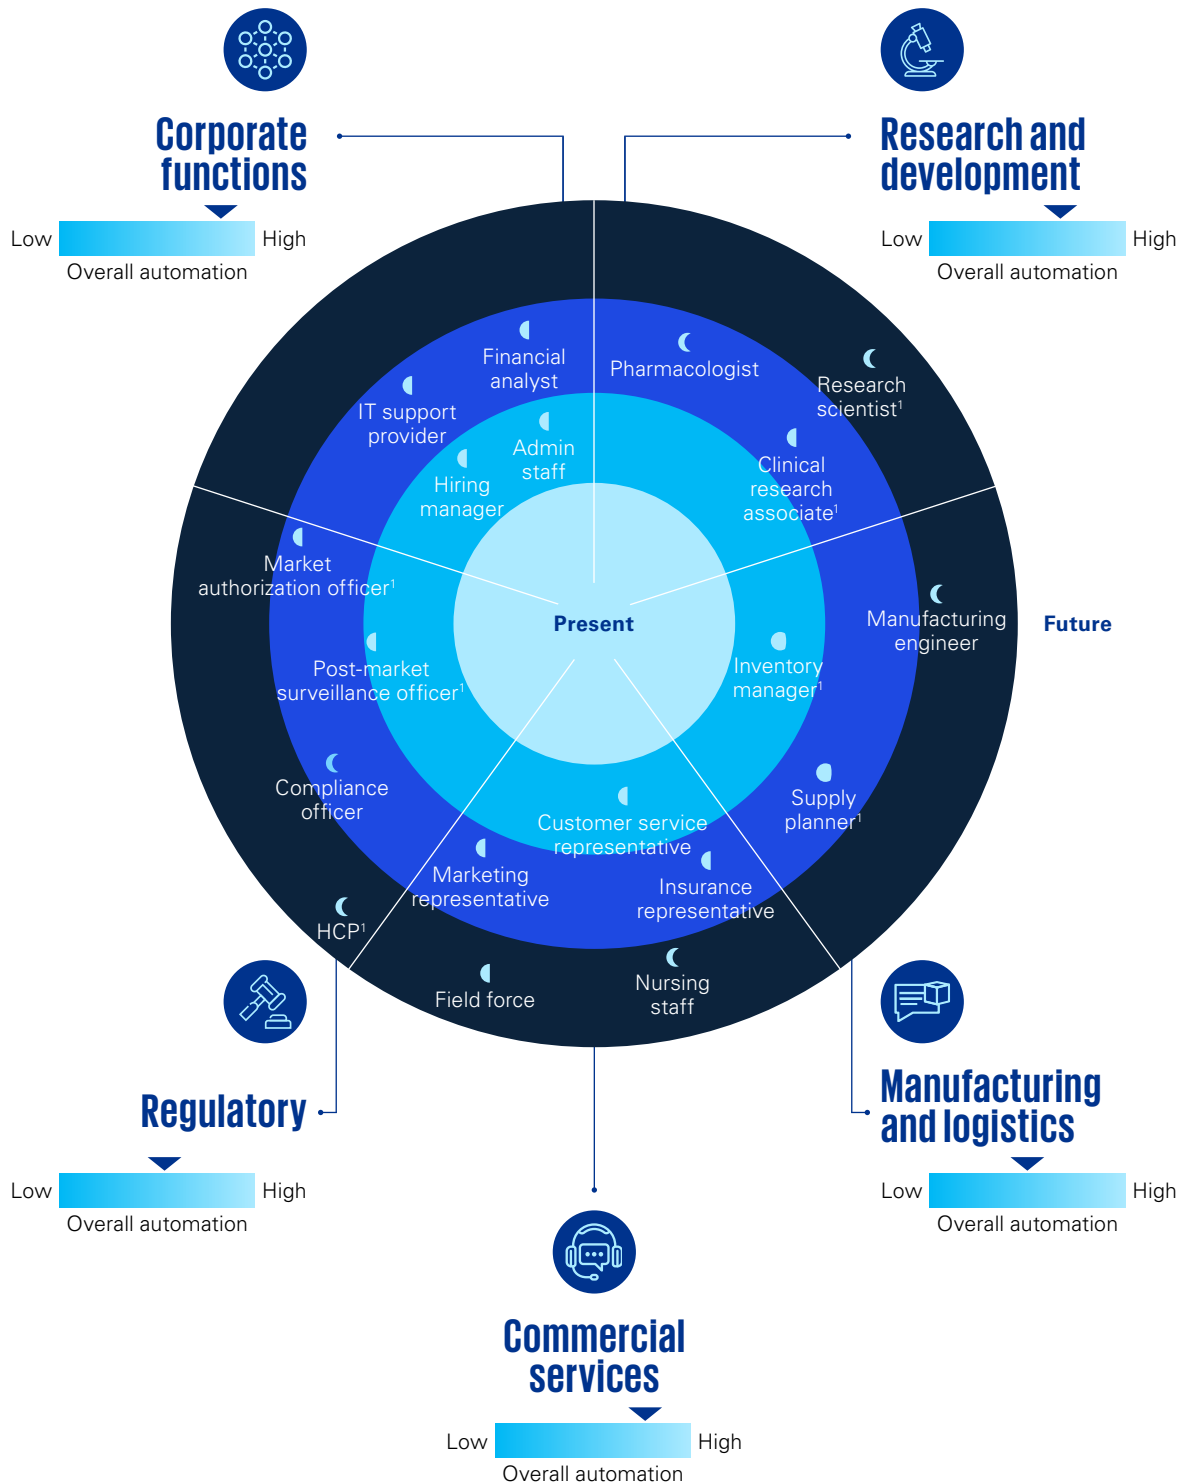 Corporate
functions
Low
High
Overall automation
Research and
development
Low
High
Overall automation
Financial
analyst
IT support
provider
Admin
staff
Hiring
manager
Pharmacologist
Research
scientist¹
Clinical
research
associate¹
Market
authorization officer¹
Post-market
surveillance officer¹
Compliance
officer
HCP¹
Present
Future
Manufacturing
engineer
Inventory
manager¹
Supply
planner¹
Customer service
representative
Marketing
representative
Insurance
representative
Field force
Nursing
staff
Regulatory
Low
High
Overall automation
Manufacturing
and logistics
Low
High
Overall automation
Commercial
services
Low
High
Overall automation